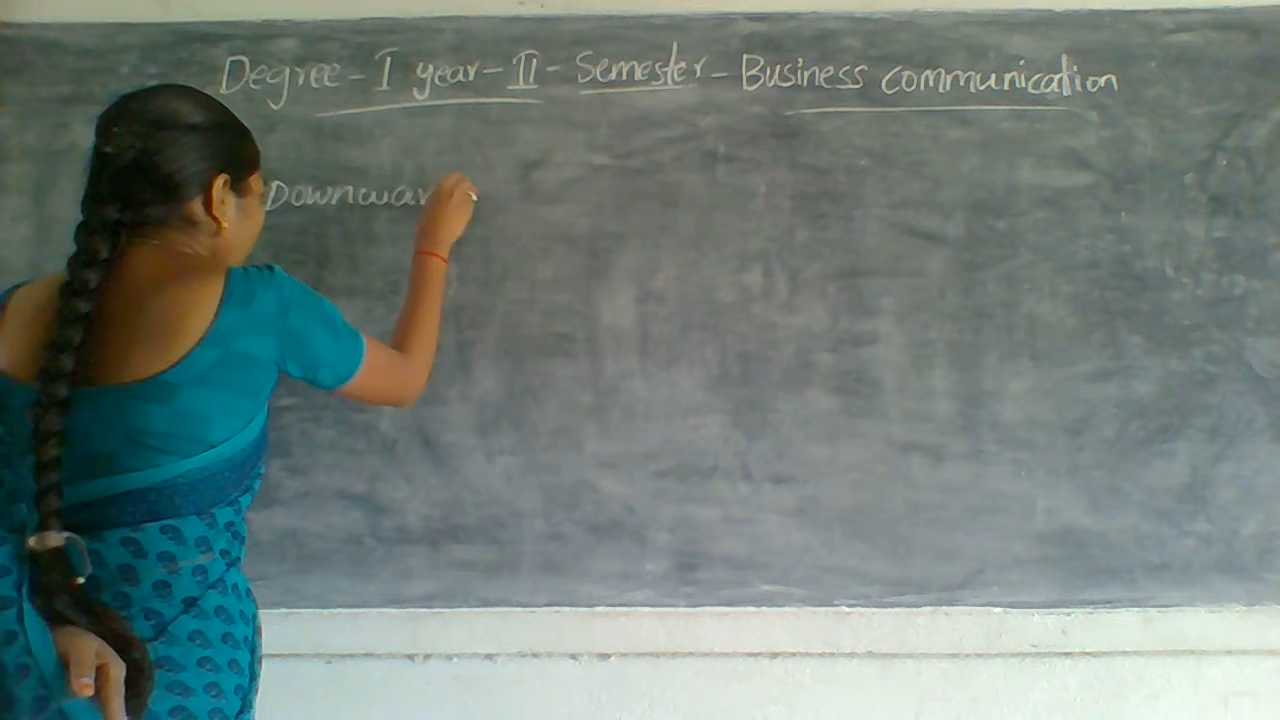 Degree - I year - II - Semester - Business communication
Downwar